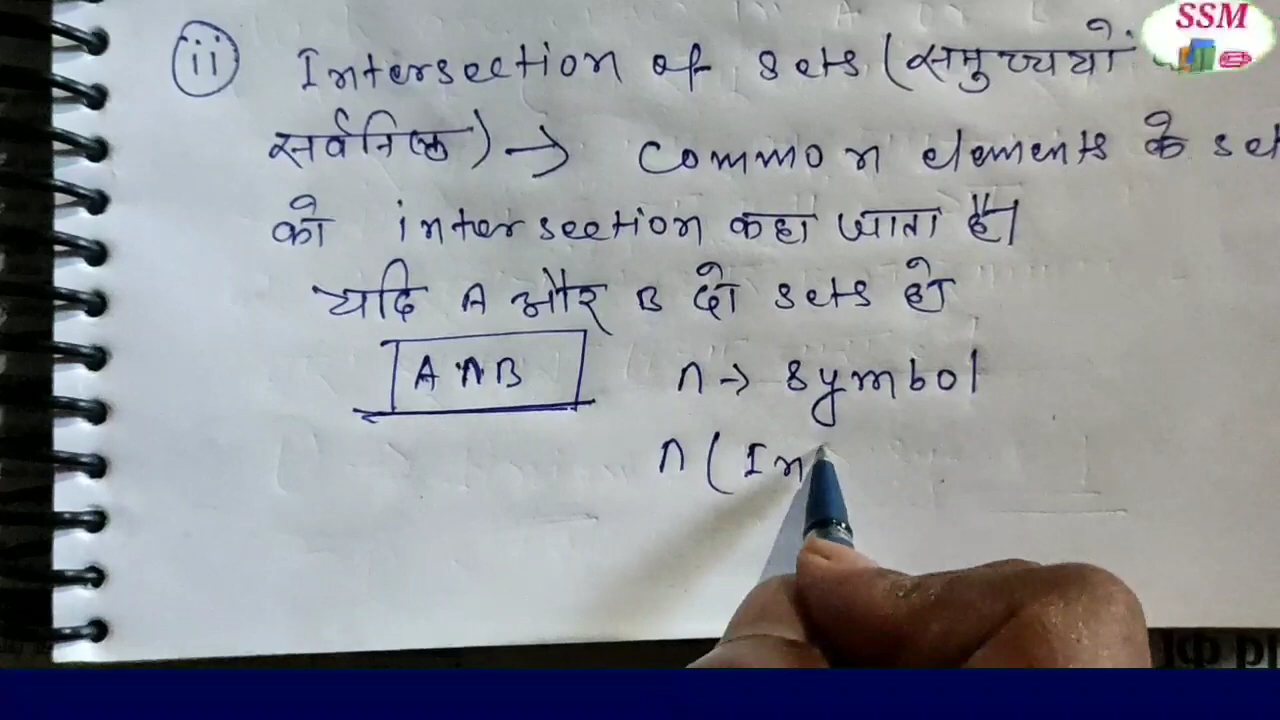 SSM
(ii) Intersection of sets (समुच्चयों
सर्वनिष्ठ) → Common elements के set
को intersection कहा जाता है।
यदि A और B दो sets हो
A ∩ B ∩ → symbol
∩ (In